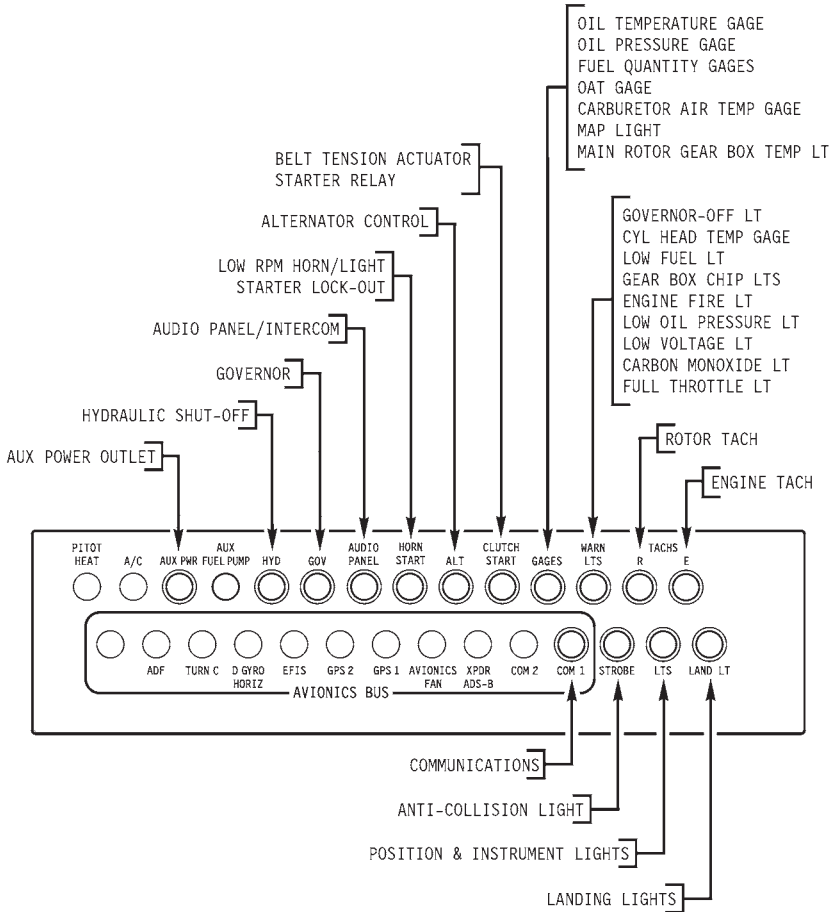 OIL TEMPERATURE GAGE
OIL PRESSURE GAGE
FUEL QUANTITY GAGES
OAT GAGE
CARBURETOR AIR TEMP GAGE
MAP LIGHT
MAIN ROTOR GEAR BOX TEMP LT
BELT TENSION ACTUATOR
STARTER RELAY
ALTERNATOR CONTROL
LOW RPM HORN/LIGHT
STARTER LOCK-OUT
AUDIO PANEL/INTERCOM
GOVERNOR
HYDRAULIC SHUT-OFF
AUX POWER OUTLET
GOVERNOR-OFF LT
CYL HEAD TEMP GAGE
LOW FUEL LT
GEAR BOX CHIP LTS
ENGINE FIRE LT
LOW OIL PRESSURE LT
LOW VOLTAGE LT
CARBON MONOXIDE LT
FULL THROTTLE LT
ROTOR TACH
ENGINE TACH
PITOT
HEAT
A/C
AUX PWR
AUX
FUEL PUMP
HYD
GOV
AUDIO
PANEL
HORN
START
ALT
CLUTCH
START
GAGES
WARN
LTS
TACHS
R
E
ADF
TURN C
D GYRO
HORIZ
EFIS
GPS 2
GPS 1
AVIONICS
FAN
XPDR
ADS-B
COM 2
COM 1
STROBE
LTS
LAND LT
AVIONICS BUS
COMMUNICATIONS
ANTI-COLLISION LIGHT
POSITION & INSTRUMENT LIGHTS
LANDING LIGHTS